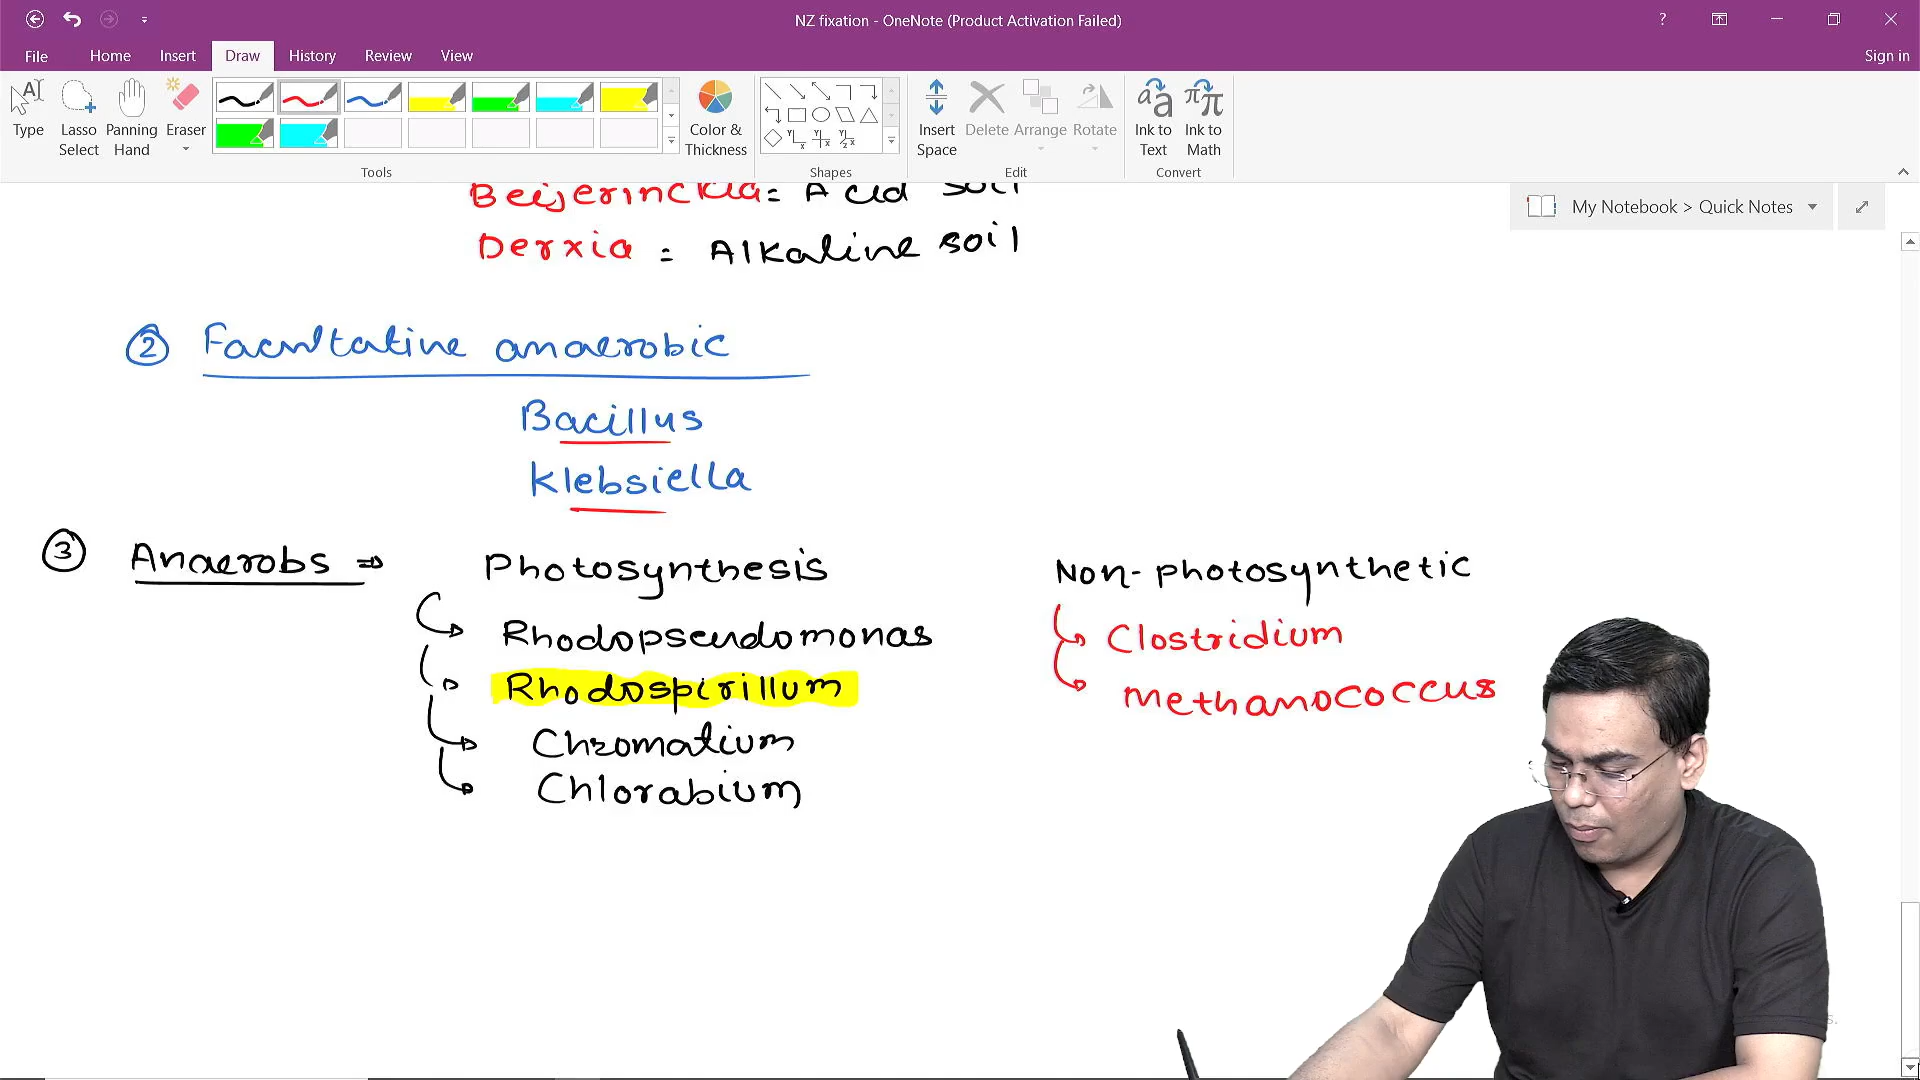 NZ fixation - OneNote (Product Activation Failed)
?
File Home Insert Draw History Review View
Sign in
Type
Lasso Select
Panning Hand
Eraser
Color & Thickness
Insert Space
Delete
Arrange
Rotate
Ink to Text
Ink to Math
Tools Shapes Edit Convert
My Notebook > Quick Notes
Beijerinckia = Acid soil
Derxia = Alkaline soil
② Facultative anaerobic
Bacillus
Klebsiella
③ Anaerobs ⇒ Photosynthesis Non-photosynthetic
Rhodopseudomonas Clostridium
Rhodospirillum Methanococcus
Chromatium
Chlorabium